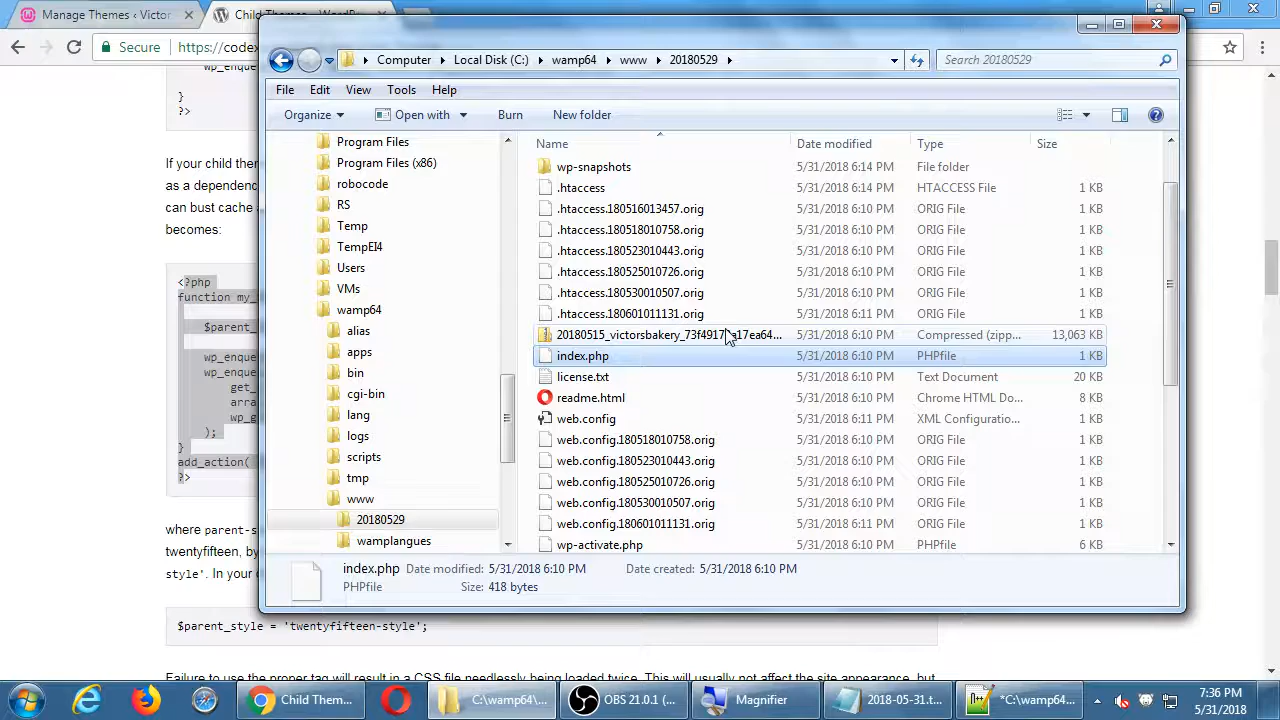 Manage Themes ‹ Victor
Child Themes
Secure
https://codex
Computer
Local Disk (C:)
wamp64
www
20180529
Search 20180529
File
Edit
View
Tools
Help
Organize
Open with
Burn
New folder
Name
Date modified
Type
Size
Program Files
Program Files (x86)
robocode
RS
Temp
TempEI4
Users
VMs
wamp64
alias
apps
bin
cgi-bin
lang
logs
scripts
tmp
www
20180529
wamplangues
wp-snapshots 5/31/2018 6:14 PM File folder
.htaccess 5/31/2018 6:14 PM HTACCESS File 1 KB
.htaccess.180516013457.orig 5/31/2018 6:10 PM ORIG File 1 KB
.htaccess.180518010758.orig 5/31/2018 6:10 PM ORIG File 1 KB
.htaccess.180523010443.orig 5/31/2018 6:10 PM ORIG File 1 KB
.htaccess.180525010726.orig 5/31/2018 6:10 PM ORIG File 1 KB
.htaccess.180530010507.orig 5/31/2018 6:10 PM ORIG File 1 KB
.htaccess.180601011131.orig 5/31/2018 6:11 PM ORIG File 1 KB
5/31/2018 6:10 PM Compressed (zipp... 13,063 KB
index.php 5/31/2018 6:10 PM PHPfile 1 KB
license.txt 5/31/2018 6:10 PM Text Document 20 KB
readme.html 5/31/2018 6:10 PM Chrome HTML Do... 8 KB
web.config 5/31/2018 6:11 PM XML Configuratio... 1 KB
web.config.180518010758.orig 5/31/2018 6:10 PM ORIG File 1 KB
web.config.180523010443.orig 5/31/2018 6:10 PM ORIG File 1 KB
web.config.180525010726.orig 5/31/2018 6:10 PM ORIG File 1 KB
web.config.180530010507.orig 5/31/2018 6:10 PM ORIG File 1 KB
web.config.180601011131.orig 5/31/2018 6:11 PM ORIG File 1 KB
wp-activate.php 5/31/2018 6:10 PM PHPfile 6 KB
index.php Date modified: 5/31/2018 6:10 PM Date created: 5/31/2018 6:10 PM
PHPfile Size: 418 bytes
wp_enqu
}
?>
If your child the
as a dependenc
can bust cache
becomes:
<?php
function my_
$parent_
wp_enque
wp_enque
get_
arra
wp_g
);
}
add_action(
?>
where parent-s
twentyfifteen, by
style'. In your c
$parent_style = 'twentyfifteen-style';
Failure to use the proper tag will result in a CSS file needlessly being loaded twice. This will usually not affect the site appearance, but
Child Them...
C:\wamp64\...
OBS 21.0.1 (...
Magnifier
2018-05-31.t...
*C:\wamp64...
7:36 PM
5/31/2018